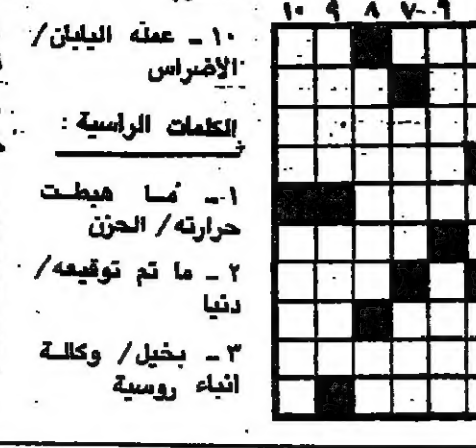 ١٠ ٩ ٨ ٧ ٦
١٠ ـ عملة اليابان/
الأضراس
الكلمات الراسية :
١ ـ ما هبطت
حرارته/ الحزن
٢ ـ ما تم توقيعه/
دنيا
٣ ـ بخيل/ وكالة
انباء روسية